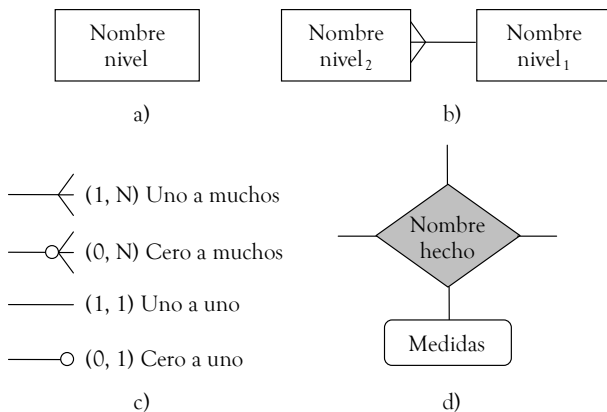 Nombre
nivel
a)
Nombre
nivel₂
Nombre
nivel₁
b)
(1, N) Uno a muchos
(0, N) Cero a muchos
(1, 1) Uno a uno
(0, 1) Cero a uno
c)
Nombre
hecho
Medidas
d)